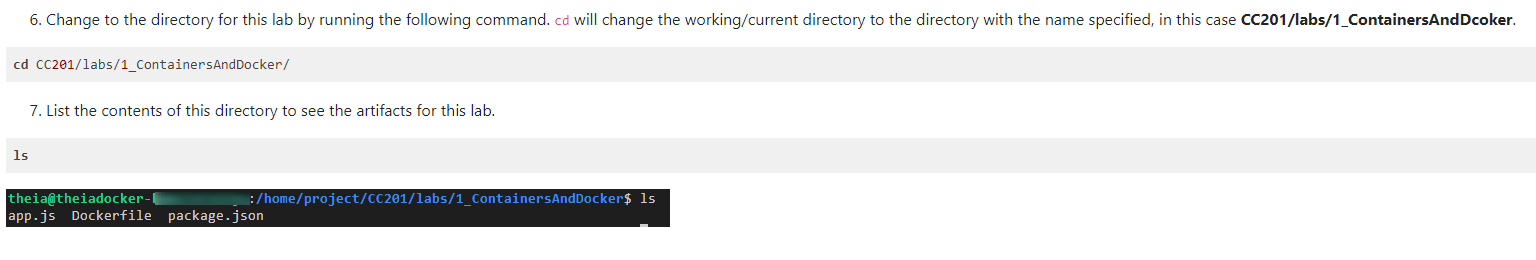 6. Change to the directory for this lab by running the following command. cd will change the working/current directory to the directory with the name specified, in this case CC201/labs/1_ContainersAndDcoker.
cd CC201/labs/1_ContainersAndDocker/
7. List the contents of this directory to see the artifacts for this lab.
ls
theia@theiadocker-:/home/project/CC201/labs/1_ContainersAndDocker$ ls
app.js  Dockerfile  package.json